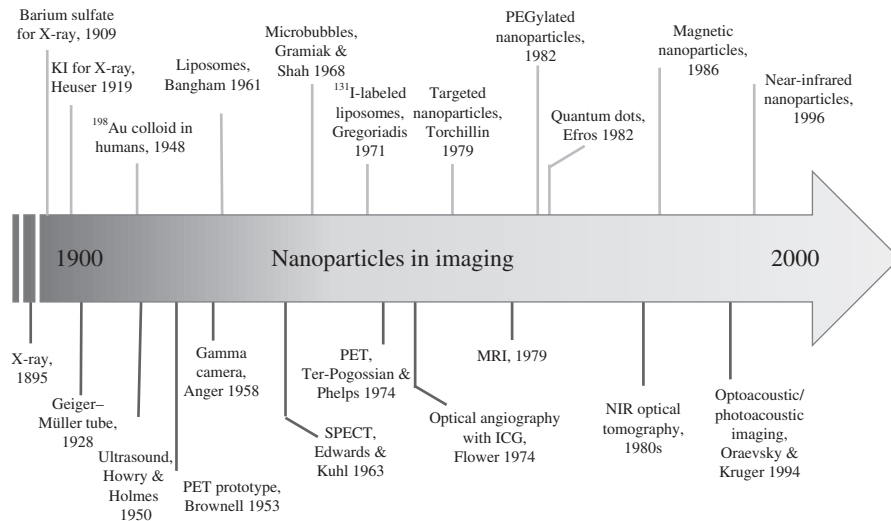 Barium sulfate
for X-ray, 1909
KI for X-ray,
Heuser 1919
¹⁹⁸Au colloid in
humans, 1948
Liposomes,
Bangham 1961
Microbubbles,
Gramiak &
Shah 1968
¹³¹I-labeled
liposomes,
Gregoriadis
1971
Targeted
nanoparticles,
Torchillin
1979
PEGylated
nanoparticles,
1982
Quantum dots,
Efros 1982
Magnetic
nanoparticles,
1986
Near-infrared
nanoparticles,
1996
1900
Nanoparticles in imaging
2000
X-ray,
1895
Geiger–
Müller tube,
1928
Ultrasound,
Howry &
Holmes
1950
PET prototype,
Brownell 1953
Gamma
camera,
Anger 1958
SPECT,
Edwards &
Kuhl 1963
PET,
Ter-Pogossian &
Phelps 1974
Optical angiography
with ICG,
Flower 1974
MRI, 1979
NIR optical
tomography,
1980s
Optoacoustic/
photoacoustic
imaging,
Oraevsky &
Kruger 1994